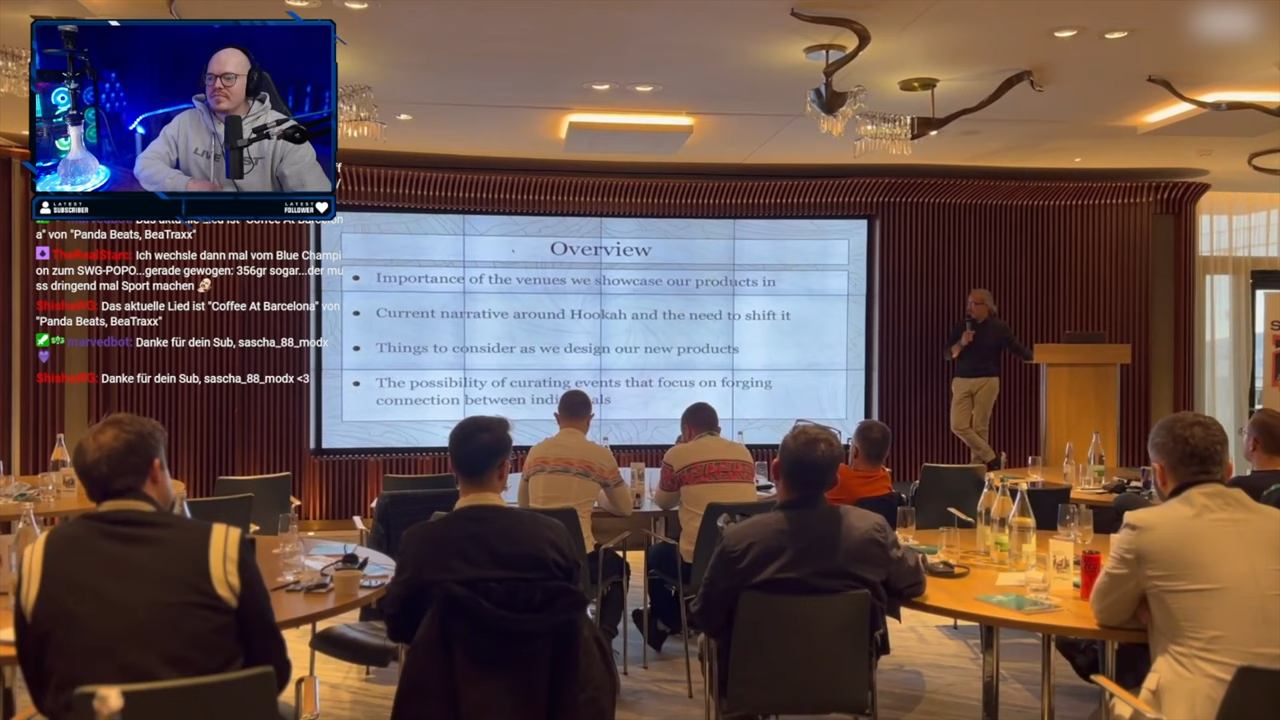 LATEST
SUBSCRIBER
LATEST
FOLLOWER
a" von "Panda Beats, BeaTraxx"
TheRealStarc: Ich wechsle dann mal vom Blue Champi
on zum SWG-POPO...gerade gewogen: 356gr sogar...der mu
ss dringend mal Sport machen
ShishaWG: Das aktuelle Lied ist "Coffee At Barcelona" von
"Panda Beats, BeaTraxx"
marvedbot: Danke für dein Sub, sascha_88_modx
ShishaWG: Danke für dein Sub, sascha_88_modx <3
Overview
Importance of the venues we showcase our products in
Current narrative around Hookah and the need to shift it
Things to consider as we design our new products
The possibility of curating events that focus on forging
connection between